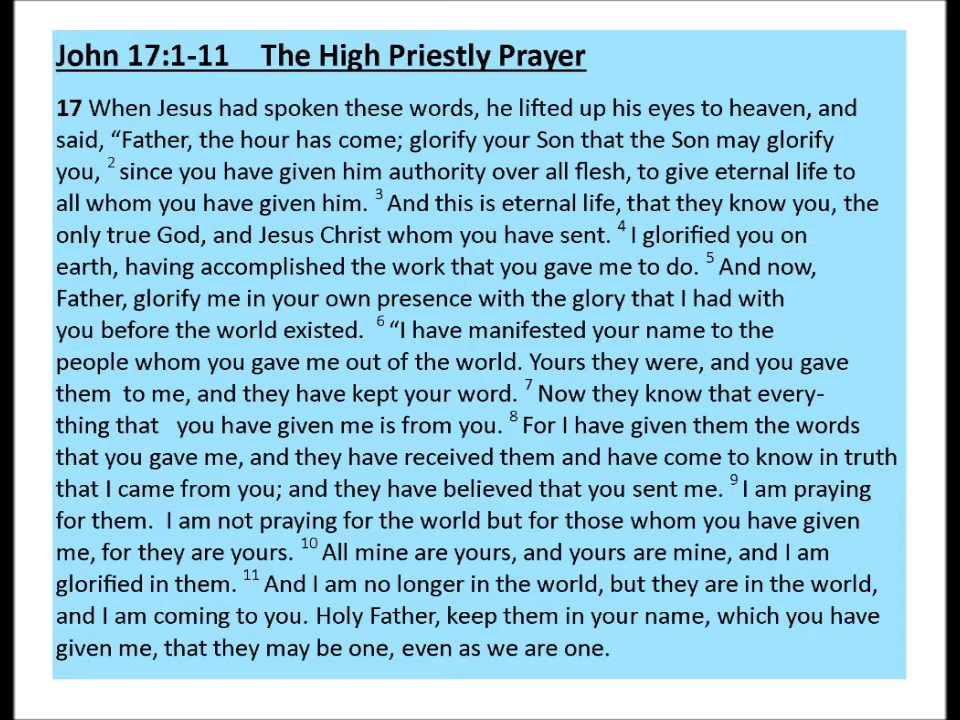 John 17:1-11    The High Priestly Prayer
17 When Jesus had spoken these words, he lifted up his eyes to heaven, and
said, “Father, the hour has come; glorify your Son that the Son may glorify
you, 2 since you have given him authority over all flesh, to give eternal life to
all whom you have given him. 3 And this is eternal life, that they know you, the
only true God, and Jesus Christ whom you have sent. 4 I glorified you on
earth, having accomplished the work that you gave me to do. 5 And now,
Father, glorify me in your own presence with the glory that I had with
you before the world existed.  6 “I have manifested your name to the
people whom you gave me out of the world. Yours they were, and you gave
them  to me, and they have kept your word. 7 Now they know that every-
thing that   you have given me is from you. 8 For I have given them the words
that you gave me, and they have received them and have come to know in truth
that I came from you; and they have believed that you sent me. 9 I am praying
for them.  I am not praying for the world but for those whom you have given
me, for they are yours. 10 All mine are yours, and yours are mine, and I am
glorified in them. 11 And I am no longer in the world, but they are in the world,
and I am coming to you. Holy Father, keep them in your name, which you have
given me, that they may be one, even as we are one.